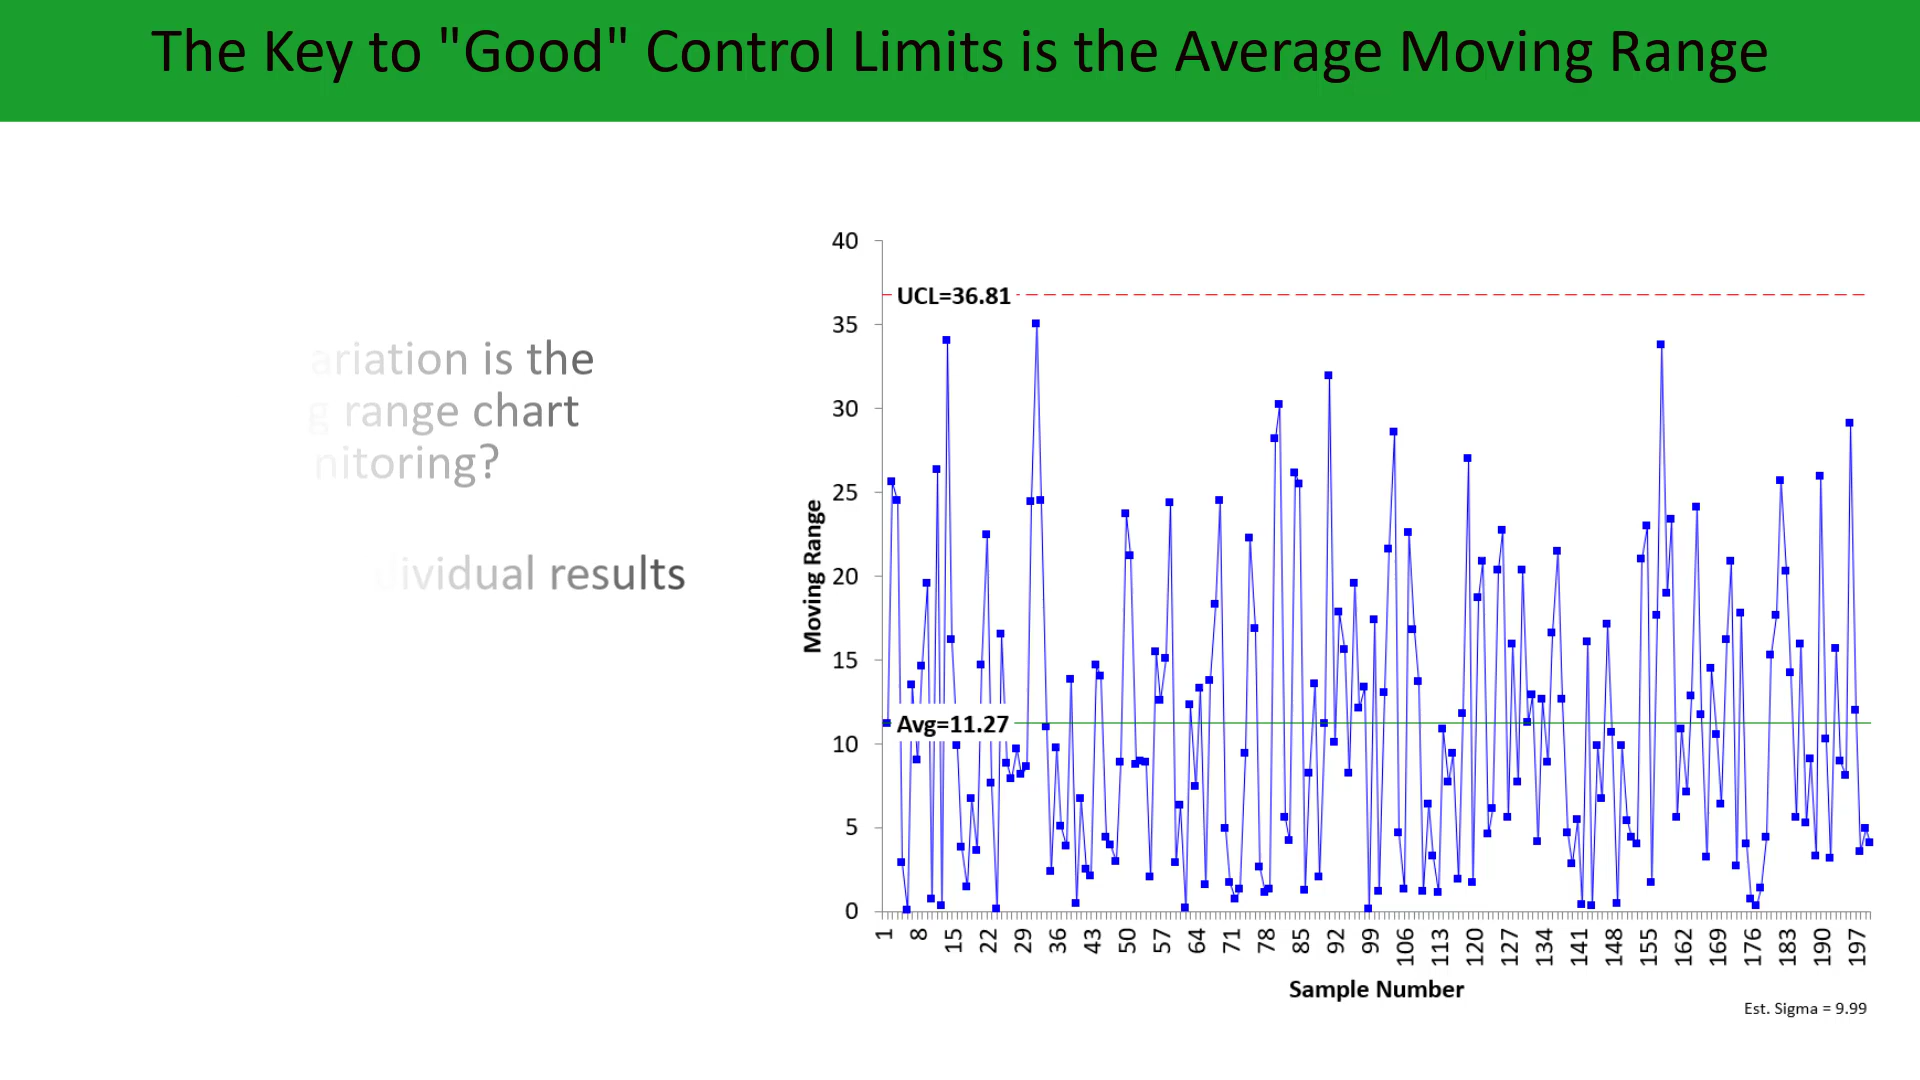 The Key to "Good" Control Limits is the Average Moving Range
ariation is the
range chart
nitoring?
dividual results
40
35
30
25
20
15
10
5
0
UCL=36.81
Avg=11.27
Moving Range
1 8 15 22 29 36 43 50 57 64 71 78 85 92 99 106 113 120 127 134 141 148 155 162 169 176 183 190 197
Sample Number
Est. Sigma = 9.99